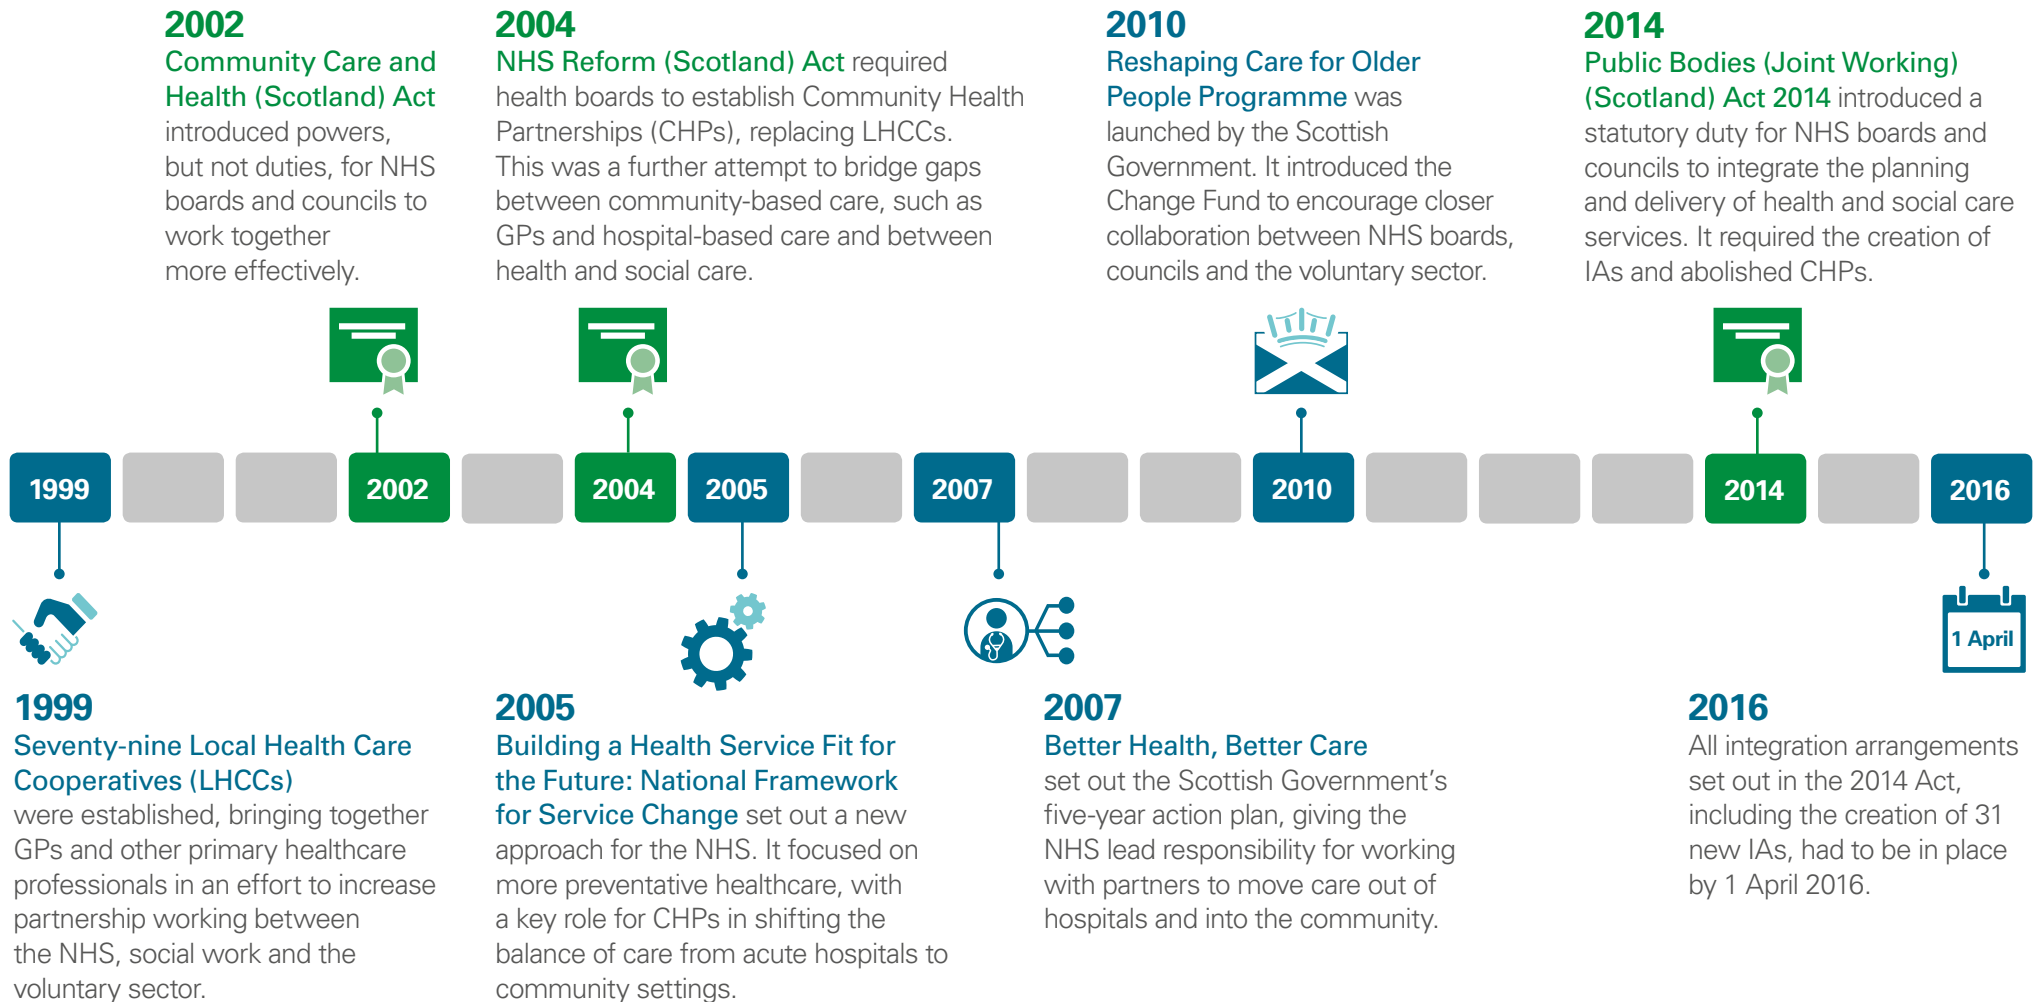 2002
Community Care and
Health (Scotland) Act
introduced powers,
but not duties, for NHS
boards and councils to
work together
more effectively.
2004
NHS Reform (Scotland) Act required
health boards to establish Community Health
Partnerships (CHPs), replacing LHCCs.
This was a further attempt to bridge gaps
between community-based care, such as
GPs and hospital-based care and between
health and social care.
2010
Reshaping Care for Older
People Programme was
launched by the Scottish
Government. It introduced the
Change Fund to encourage closer
collaboration between NHS boards,
councils and the voluntary sector.
2014
Public Bodies (Joint Working)
(Scotland) Act 2014 introduced a
statutory duty for NHS boards and
councils to integrate the planning
and delivery of health and social care
services. It required the creation of
IAs and abolished CHPs.
1999 2002 2004 2005 2007 2010 2014 2016
1 April
1999
Seventy-nine Local Health Care
Cooperatives (LHCCs)
were established, bringing together
GPs and other primary healthcare
professionals in an effort to increase
partnership working between
the NHS, social work and the
voluntary sector.
2005
Building a Health Service Fit for
the Future: National Framework
for Service Change set out a new
approach for the NHS. It focused on
more preventative healthcare, with
a key role for CHPs in shifting the
balance of care from acute hospitals to
community settings.
2007
Better Health, Better Care
set out the Scottish Government’s
five-year action plan, giving the
NHS lead responsibility for working
with partners to move care out of
hospitals and into the community.
2016
All integration arrangements
set out in the 2014 Act,
including the creation of 31
new IAs, had to be in place
by 1 April 2016.